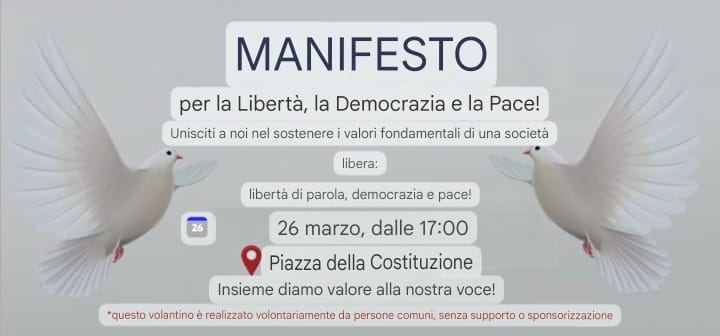 MANIFESTO
per la Libertà, la Democrazia e la Pace!
Unisciti a noi nel sostenere i valori fondamentali di una società
libera:
libertà di parola, democrazia e pace!
26
26 marzo, dalle 17:00
Piazza della Costituzione
Insieme diamo valore alla nostra voce!
*questo volantino è realizzato volontariamente da persone comuni, senza supporto o sponsorizzazione